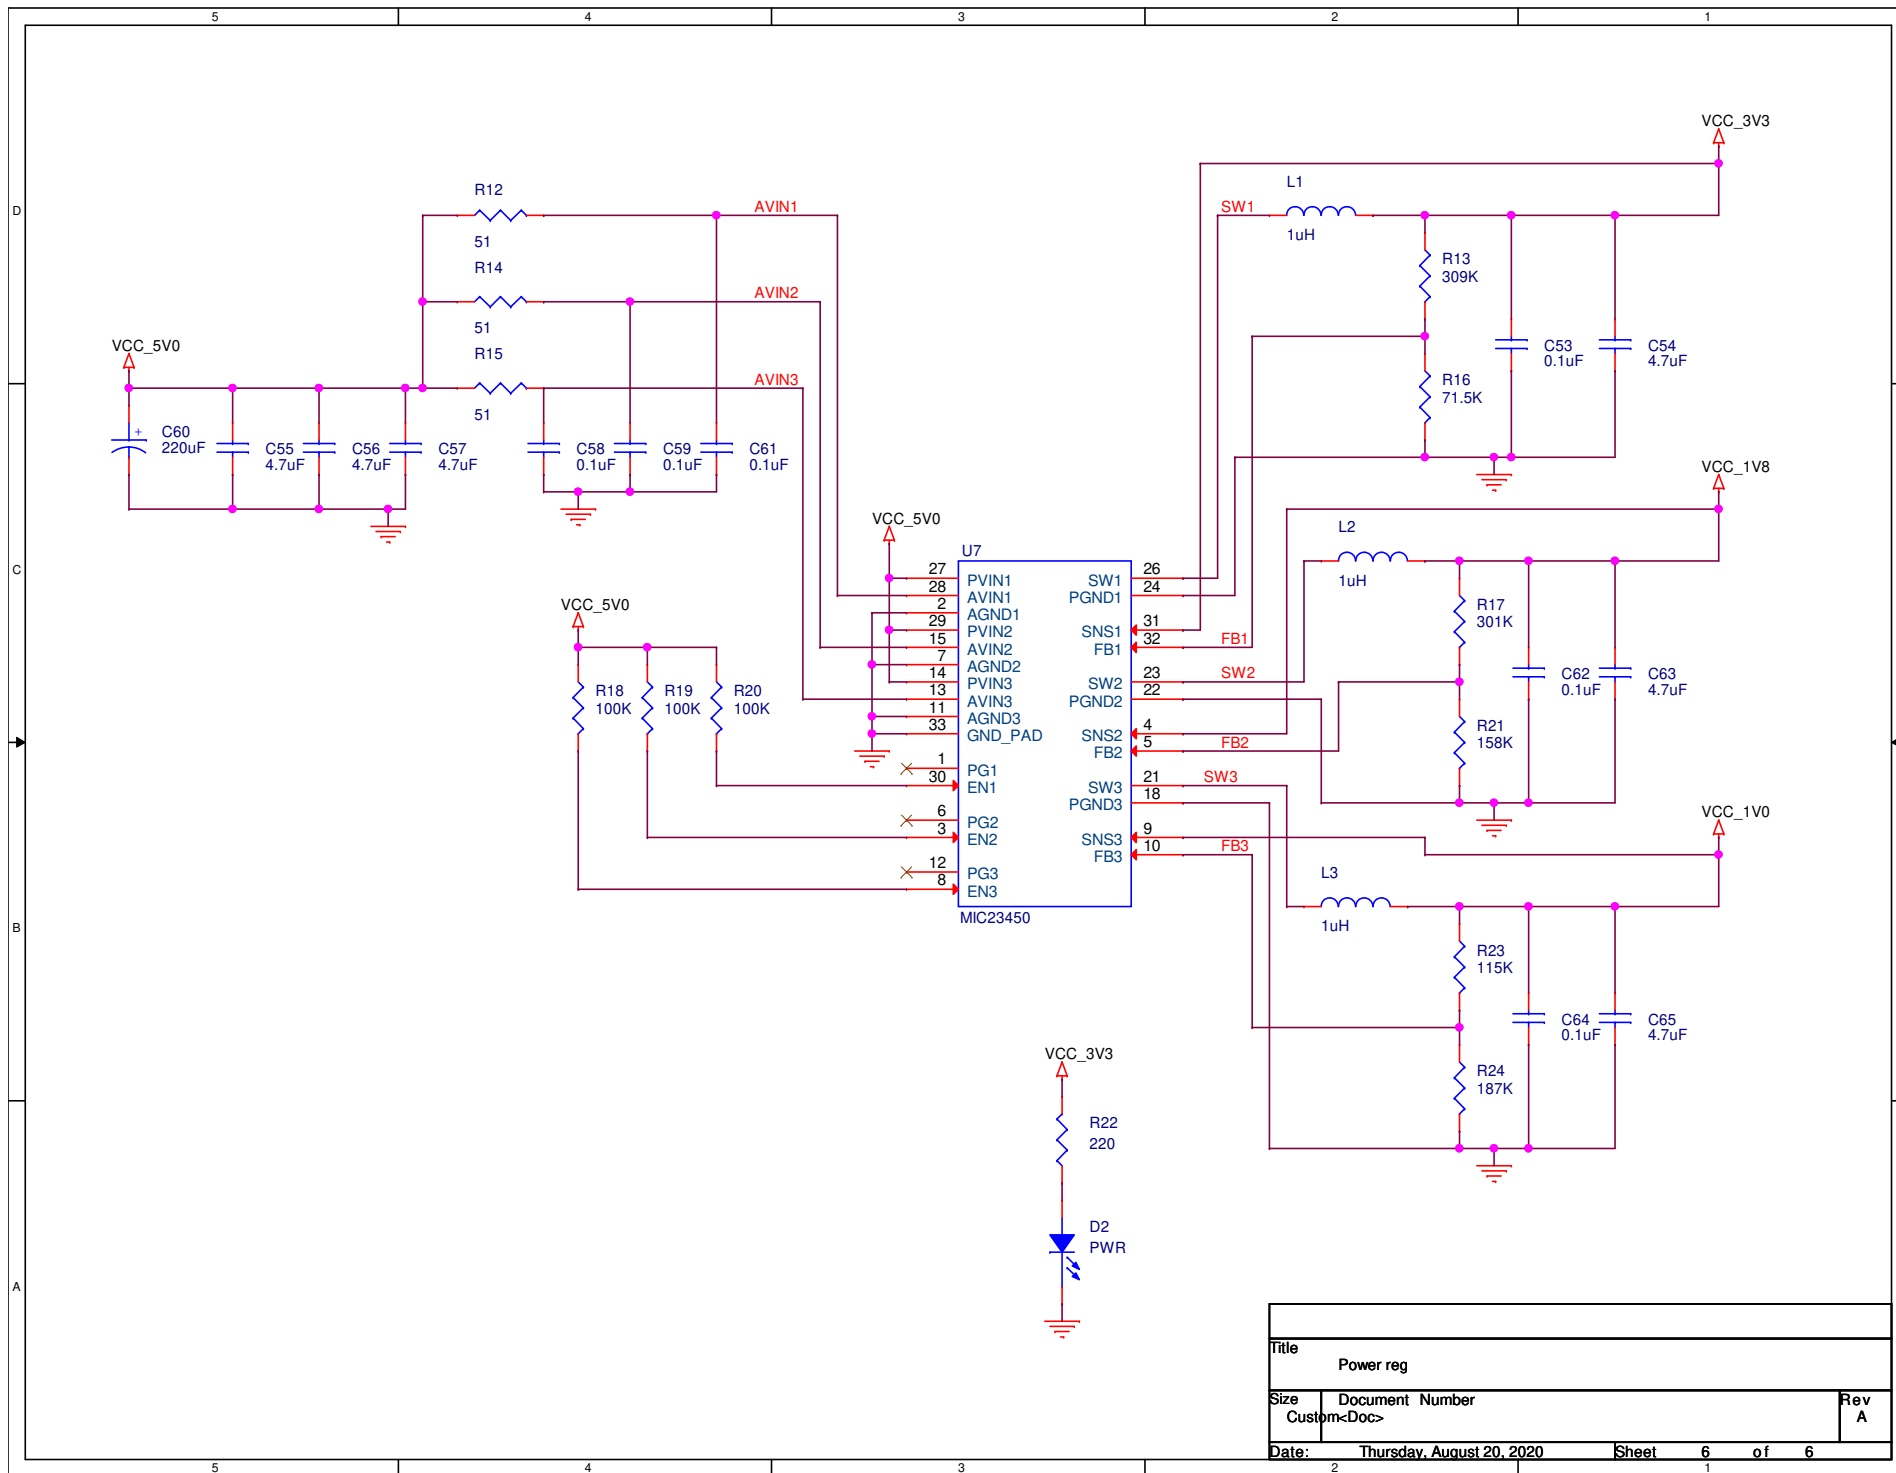 5 4 3 2 1
D
C
B
A
VCC_3V3
L1
1uH
SW1
R13
309K
R16
71.5K
C53
0.1uF
C54
4.7uF
R12
51
AVIN1
R14
51
AVIN2
R15
51
AVIN3
VCC_5V0
+
C60
220uF
C55
4.7uF
C56
4.7uF
C57
4.7uF
C58
0.1uF
C59
0.1uF
C61
0.1uF
VCC_5V0
VCC_5V0
R18
100K
R19
100K
R20
100K
U7
27 PVIN1
28 AVIN1
2 AGND1
29 PVIN2
15 AVIN2
7 AGND2
14 PVIN3
13 AVIN3
11 AGND3
33 GND_PAD
1 PG1
30 EN1
6 PG2
3 EN2
12 PG3
8 EN3
SW1 26
PGND1 24
SNS1 31
FB1 32 FB1
SW2 23 SW2
PGND2 22
SNS2 4
FB2 5 FB2
SW3 21 SW3
PGND3 18
SNS3 9
FB3 10 FB3
MIC23450
VCC_1V8
L2
1uH
R17
301K
R21
158K
C62
0.1uF
C63
4.7uF
VCC_1V0
L3
1uH
R23
115K
R24
187K
C64
0.1uF
C65
4.7uF
VCC_3V3
R22
220
D2
PWR
Title
Power reg
Size Document Number Rev
Custom <Doc> A
Date: Thursday, August 20, 2020 Sheet 6 of 6
5 4 3 2 1